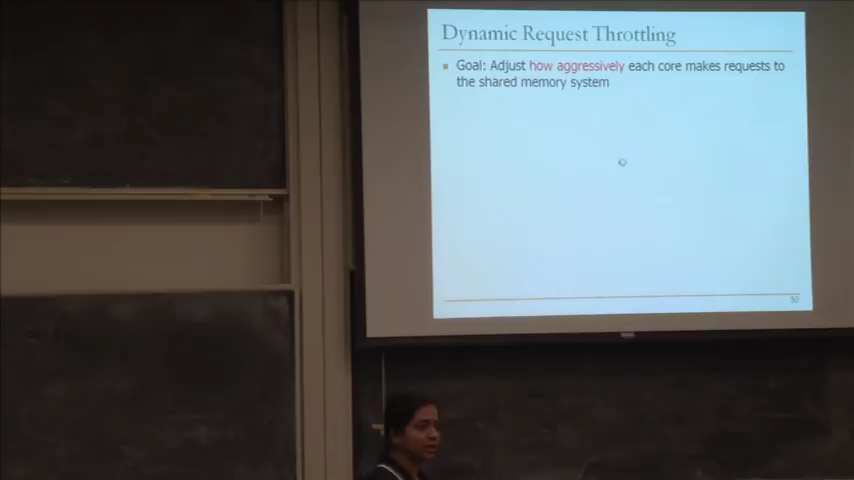 Dynamic Request Throttling
Goal: Adjust how aggressively each core makes requests to
the shared memory system